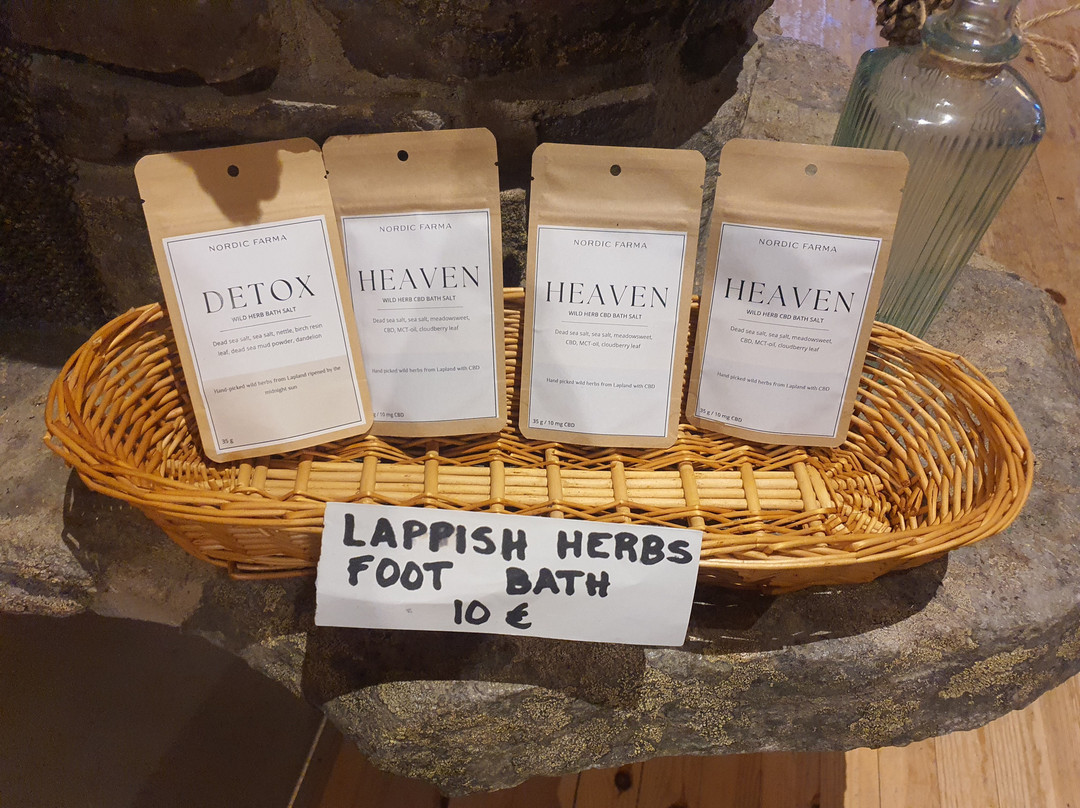 NORDIC FARMA
DETOX
WILD HERB BATH SALT
Dead sea salt, sea salt, nettle, birch resin
leaf, dead sea mud powder, dandelion
Hand-picked wild herbs from Lapland ripened by the
midnight sun
35 g
NORDIC FARMA
HEAVEN
WILD HERB CBD BATH SALT
Dead sea salt, sea salt, meadowsweet,
CBD, MCT-oil, cloudberry leaf
Hand-picked wild herbs from Lapland with CBD
g / 10 mg CBD
NORDIC FARMA
HEAVEN
WILD HERB CBD BATH SALT
Dead sea salt, sea salt, meadowsweet,
CBD, MCT-oil, cloudberry leaf
Hand-picked wild herbs from Lapland with CBD
35 g / 10 mg CBD
NORDIC FARMA
HEAVEN
WILD HERB CBD BATH SALT
Dead sea salt, sea salt, meadowsweet,
CBD, MCT-oil, cloudberry leaf
Hand-picked wild herbs from Lapland with CBD
35 g / 10 mg CBD
LAPPISH HERBS
FOOT BATH
10 €